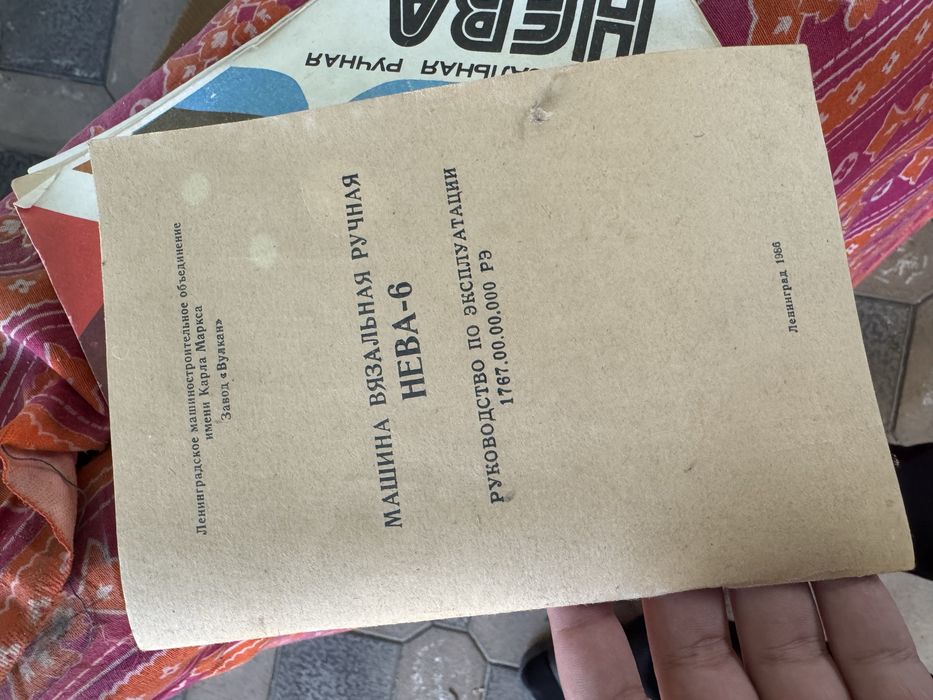 Ленинградское машиностроительное объединение
имени Карла Маркса
Завод «Вулкан»
МАШИНА ВЯЗАЛЬНАЯ РУЧНАЯ
НЕВА-6
РУКОВОДСТВО ПО ЭКСПЛУАТАЦИИ
1767.00.00.000 РЭ
Ленинград 1986
НЕВА
РУЧНАЯ